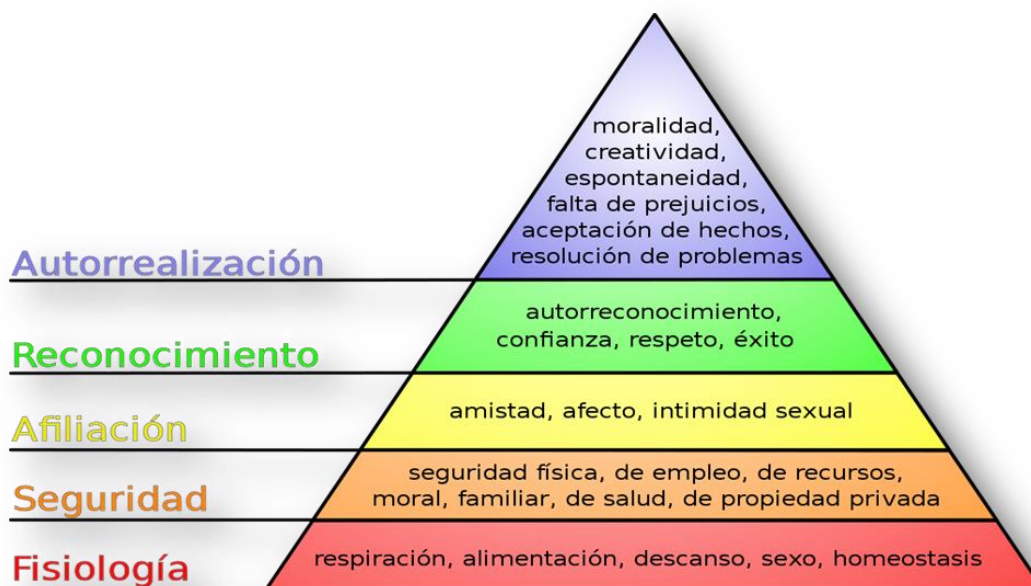 moralidad,
creatividad,
espontaneidad,
falta de prejuicios,
aceptación de hechos,
resolución de problemas
Autorrealización
autorreconocimiento,
confianza, respeto, éxito
Reconocimiento
amistad, afecto, intimidad sexual
Afiliación
seguridad física, de empleo, de recursos,
moral, familiar, de salud, de propiedad privada
Seguridad
respiración, alimentación, descanso, sexo, homeostasis
Fisiología